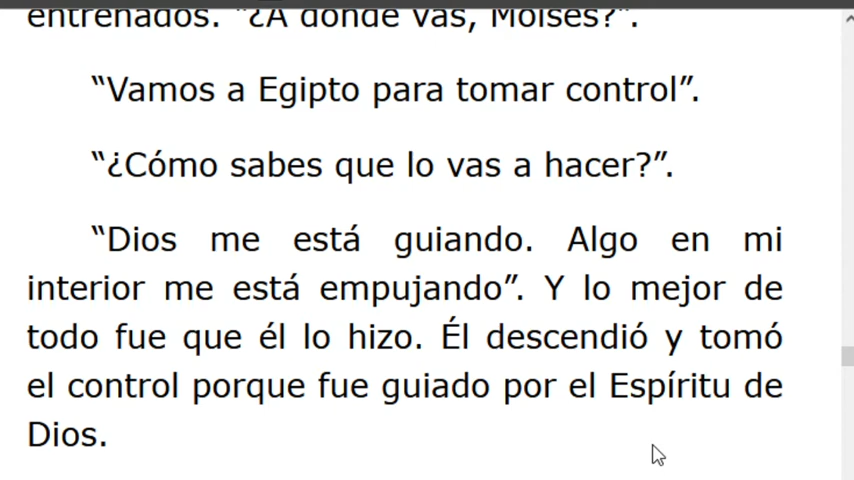 entrenados. "¿A dónde vas, Moisés?".
“Vamos a Egipto para tomar control”.
“¿Cómo sabes que lo vas a hacer?”.
“Dios me está guiando. Algo en mi
interior me está empujando”. Y lo mejor de
todo fue que él lo hizo. Él descendió y tomó
el control porque fue guiado por el Espíritu de
Dios.